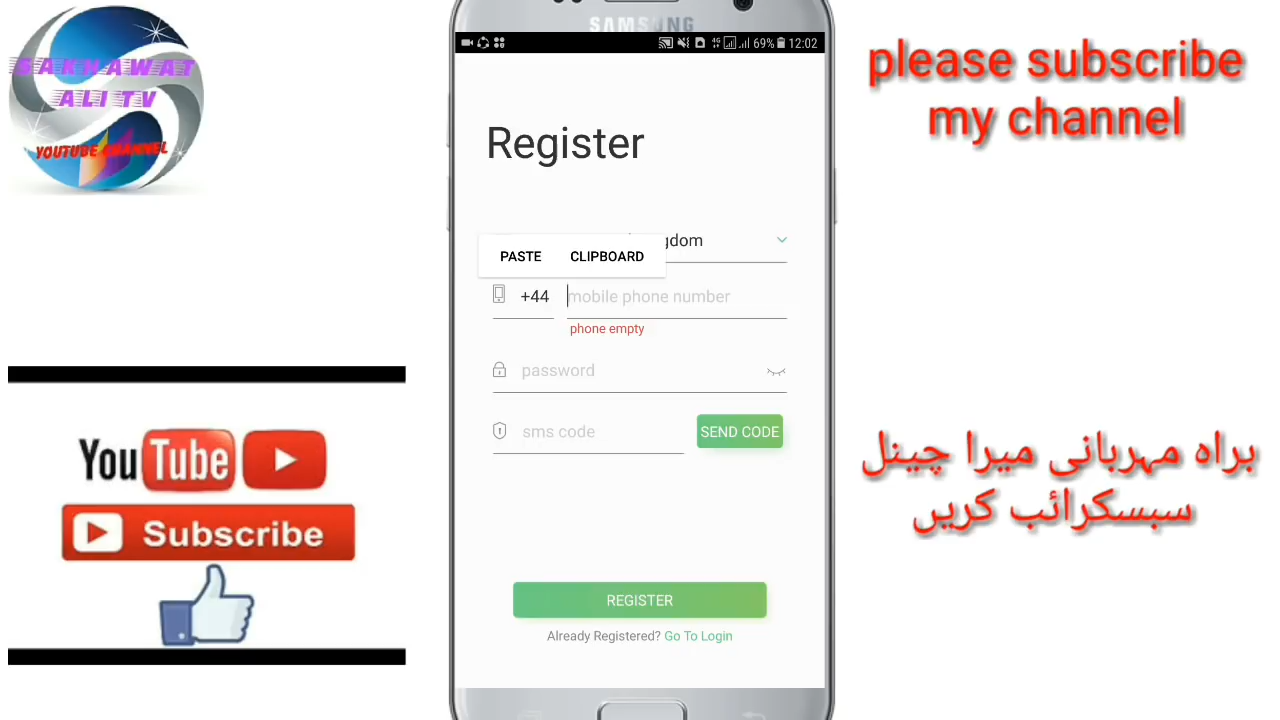 SAKHAWAT
ALI TV
YOUTUBE CHANNEL
SAMSUNG
4G
69%
12:02
Register
PASTE
CLIPBOARD
+44
mobile phone number
phone empty
password
sms code
SEND CODE
REGISTER
Already Registered? Go To Login
please subscribe
my channel
YouTube
Subscribe
براہ مہربانی میرا چینل
سبسکرائب کریں